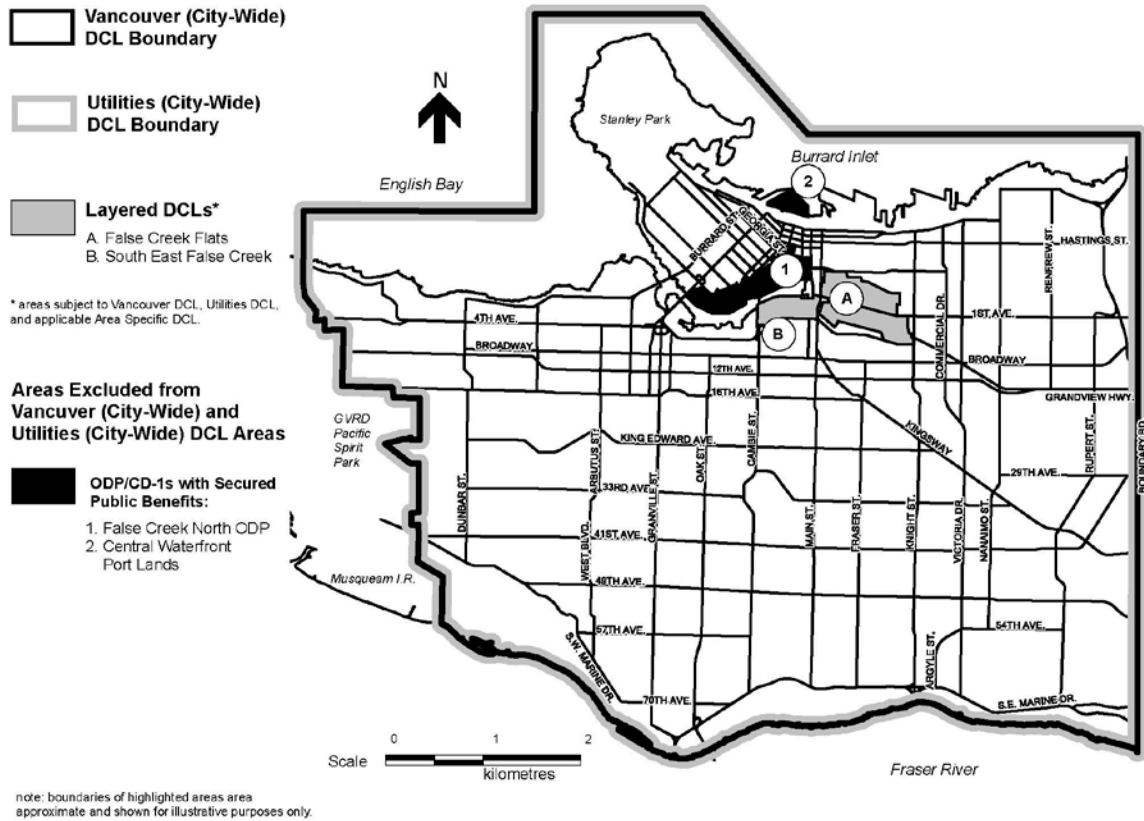 Vancouver (City-Wide)
DCL Boundary
Utilities (City-Wide)
DCL Boundary
Layered DCLs*
A. False Creek Flats
B. South East False Creek
* areas subject to Vancouver DCL, Utilities DCL,
and applicable Area Specific DCL.
Areas Excluded from
Vancuver (City-Wide) and
Utilities (City-Wide) DCL Areas
ODP/CD-1s with Secured
Public Benefits:
1. False Creek North ODP
2. Central Waterfront
Port Lands
note: boundaries of highlighted areas area
approximate and shown for illustrative purposes only.
N
Stanley Park
English Bay
Burrard Inlet
2
BURRARD ST.
GEORGIA ST.
HASTINGS ST.
RENFREW ST.
1
A
B
4TH AVE.
1ST AVE.
COMMERCIAL DR.
BROADWAY
BROADWAY
12TH AVE.
16TH AVE.
GRANDVIEW HWY.
GVRD
Pacific
Spirit
Park
KING EDWARD AVE.
KINGSWAY
ARBUTUS ST.
OAK ST.
CAMBIE ST.
RUPERT ST.
BOUNDARY RD.
29TH AVE.
33RD AVE.
DUNBAR ST.
WEST BLVD.
GRANVILLE ST.
MAIN ST.
FRASER ST.
KNIGHT ST.
VICTORIA DR.
NANAIMO ST.
41ST AVE.
Musqueam I.R.
49TH AVE.
57TH AVE.
54TH AVE.
S.W. MARINE DR.
ARGYLE ST.
70TH AVE.
S.E. MARINE DR.
0 1 2
Scale
kilometres
Fraser River